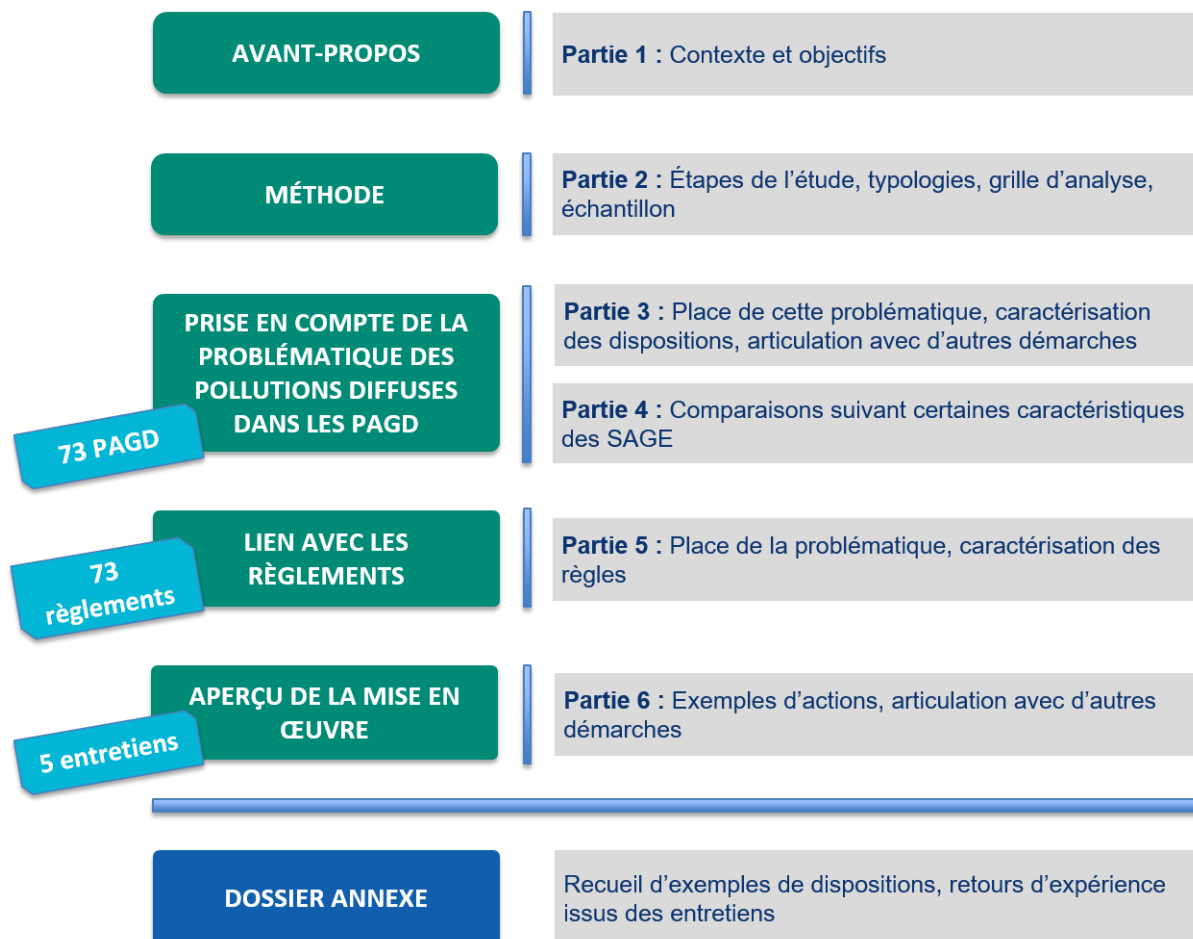 AVANT-PROPOS
Partie 1 : Contexte et objectifs
MÉTHODE
Partie 2 : Étapes de l'étude, typologies, grille d'analyse,
échantillon
PRISE EN COMPTE DE LA
PROBLÉMATIQUE DES
POLLUTIONS DIFFUSES
DANS LES PAGD
73 PAGD
Partie 3 : Place de cette problématique, caractérisation
des dispositions, articulation avec d'autres démarches
Partie 4 : Comparaisons suivant certaines caractéristiques
des SAGE
LIEN AVEC LES
RÈGLEMENTS
73
règlements
Partie 5 : Place de la problématique, caractérisation des
règles
APERÇU DE LA MISE EN
ŒUVRE
5 entretiens
Partie 6 : Exemples d'actions, articulation avec d'autres
démarches
DOSSIER ANNEXE
Recueil d'exemples de dispositions, retours d'expérience
issus des entretiens